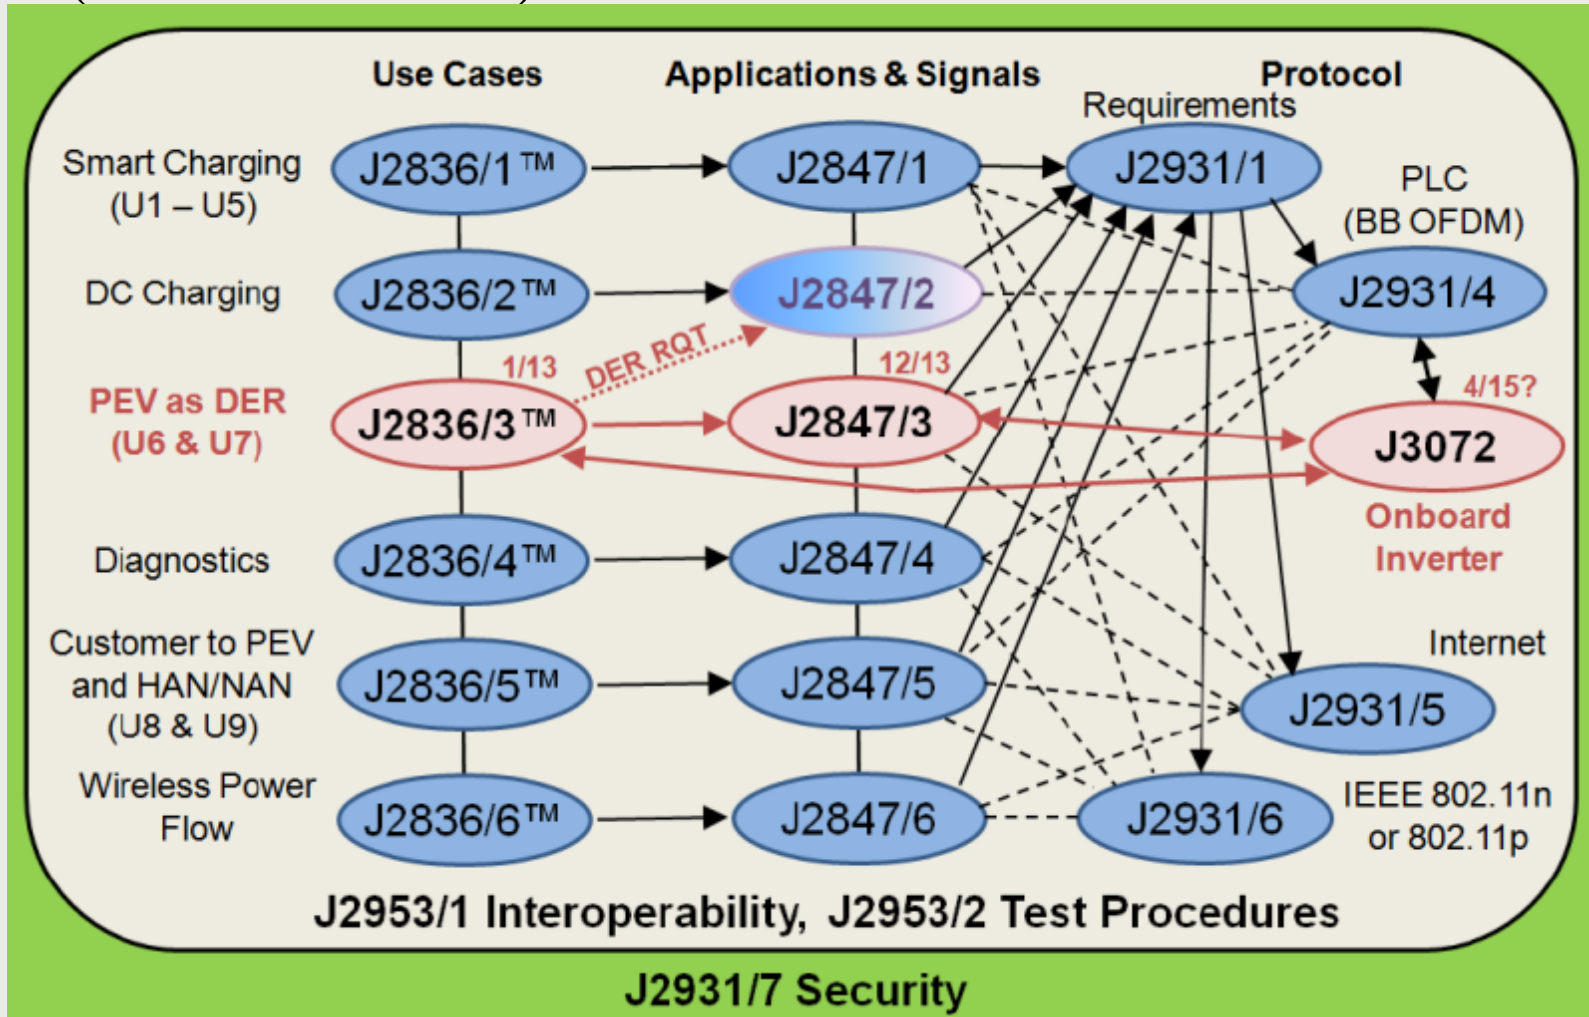 Use Cases
Applications & Signals
Protocol
Requirements
Smart Charging
(U1 – U5)
J2836/1™
J2847/1
J2931/1
PLC
(BB OFDM)
DC Charging
J2836/2™
J2847/2
J2931/4
DER RQT
1/13
12/13
4/15?
PEV as DER
(U6 & U7)
J2836/3™
J2847/3
J3072
Onboard
Inverter
Diagnostics
J2836/4™
J2847/4
Customer to PEV
and HAN/NAN
(U8 & U9)
J2836/5™
J2847/5
Internet
J2931/5
Wireless Power
Flow
J2836/6™
J2847/6
J2931/6
IEEE 802.11n
or 802.11p
J2953/1 Interoperability, J2953/2 Test Procedures
J2931/7 Security